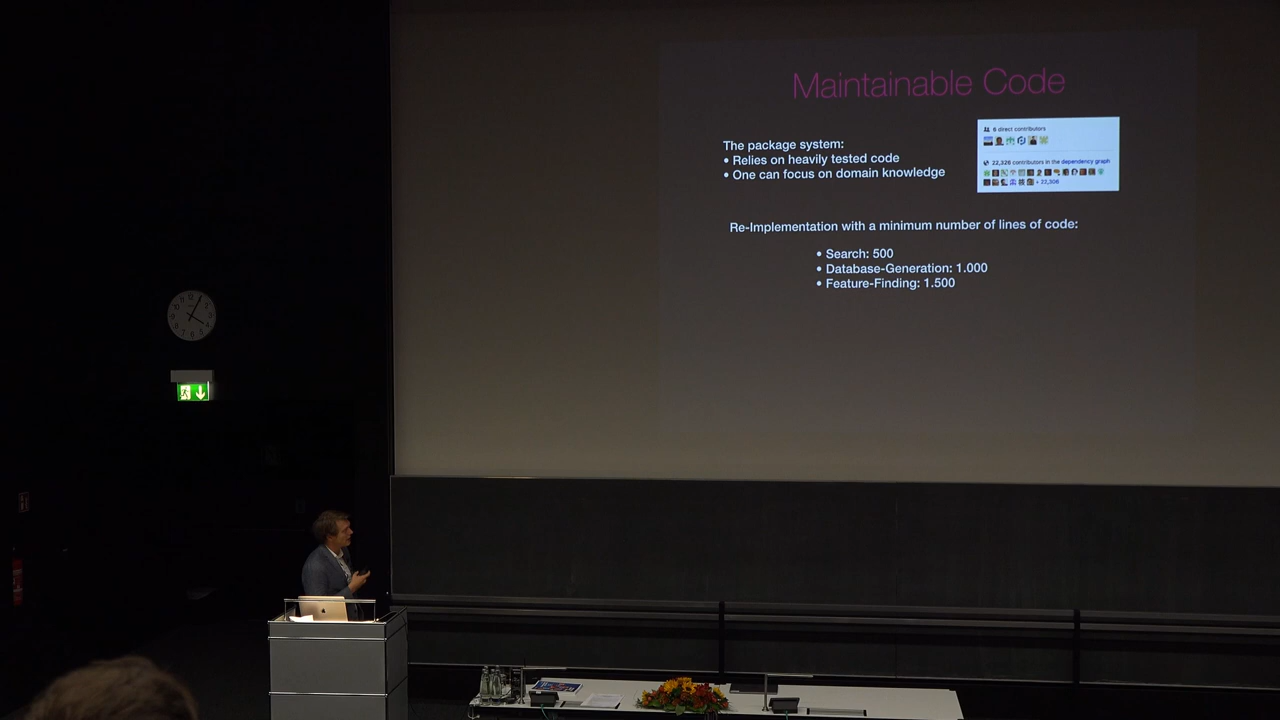 Maintainable Code
6 direct contributors
The package system:
• Relies on heavily tested code
• One can focus on domain knowledge
22,326 contributors in the dependency graph
+ 22,306
Re-Implementation with a minimum number of lines of code:
• Search: 500
• Database-Generation: 1.000
• Feature-Finding: 1.500